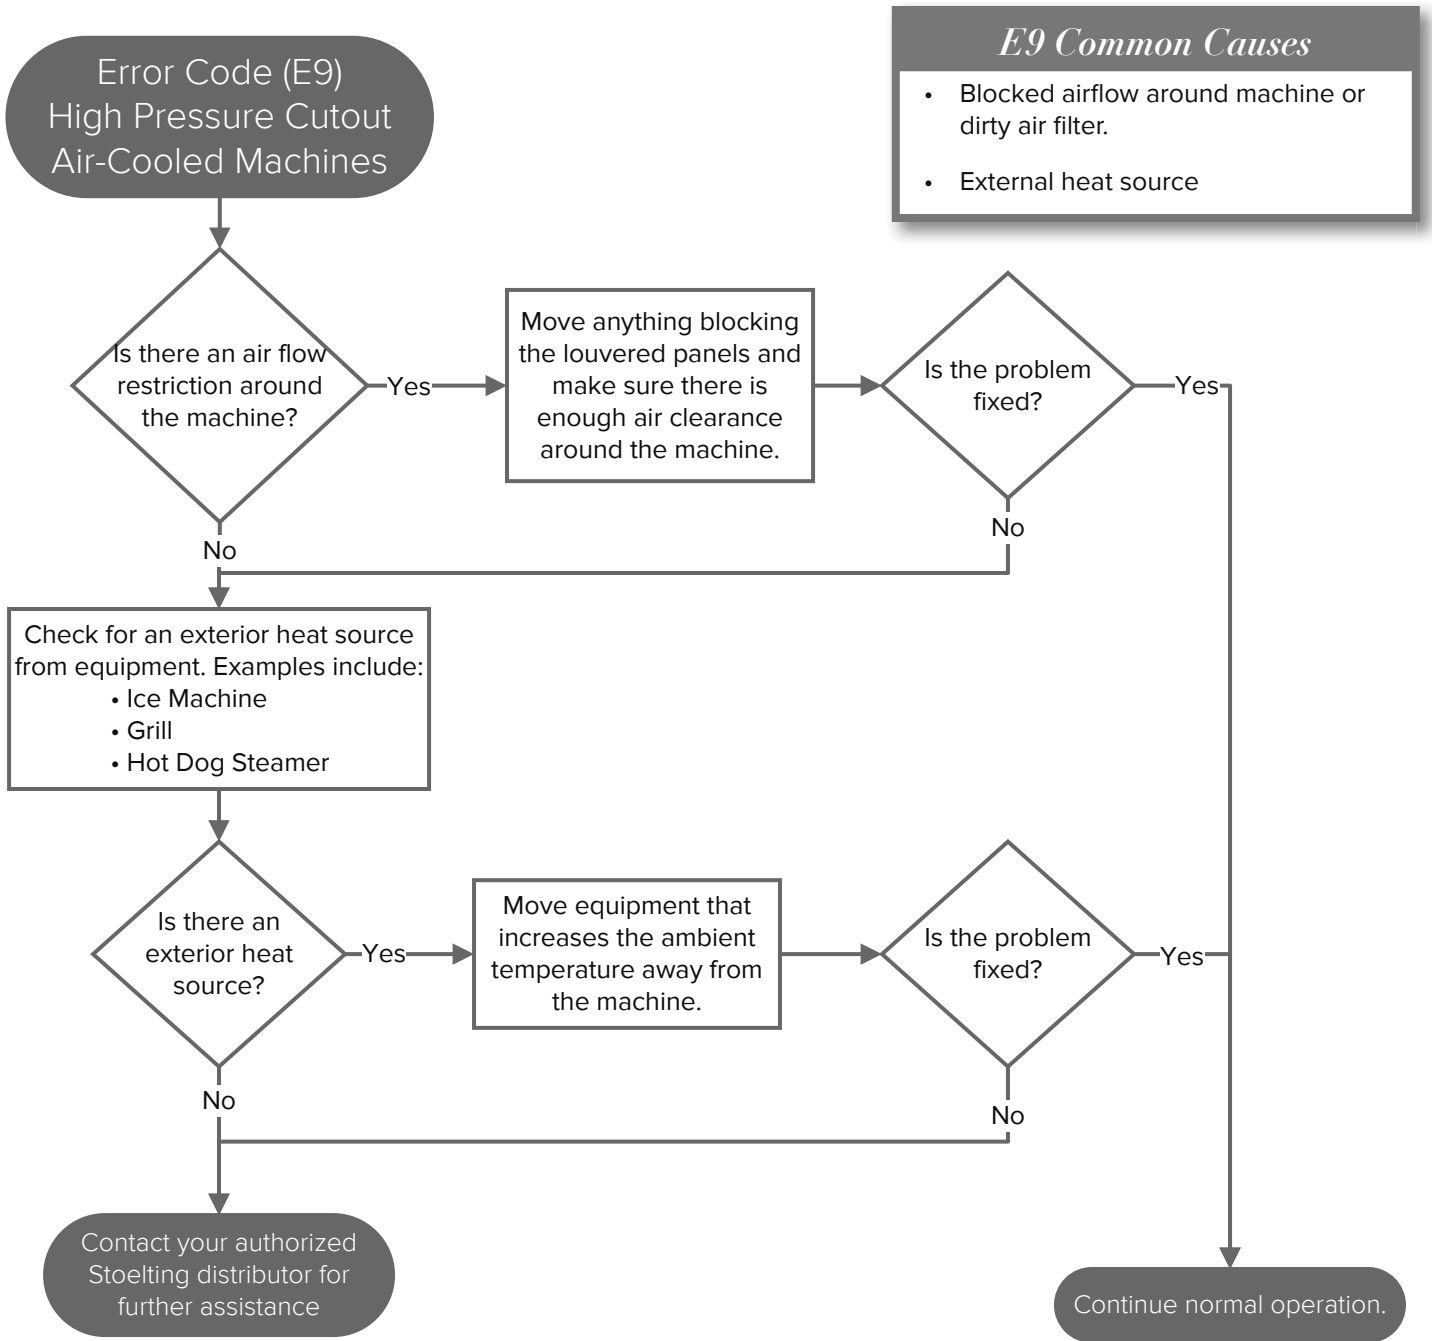 Error Code (E9)
High Pressure Cutout
Air-Cooled Machines
E9 Common Causes
• Blocked airflow around machine or
dirty air filter.
• External heat source
Is there an air flow
restriction around
the machine?
Yes
Move anything blocking
the louvered panels and
make sure there is
enough air clearance
around the machine.
Is the problem
fixed?
Yes
No
No
Check for an exterior heat source
from equipment. Examples include:
• Ice Machine
• Grill
• Hot Dog Steamer
Is there an
exterior heat
source?
Yes
Move equipment that
increases the ambient
temperature away from
the machine.
Is the problem
fixed?
Yes
No
No
Contact your authorized
Stoelting distributor for
further assistance
Continue normal operation.